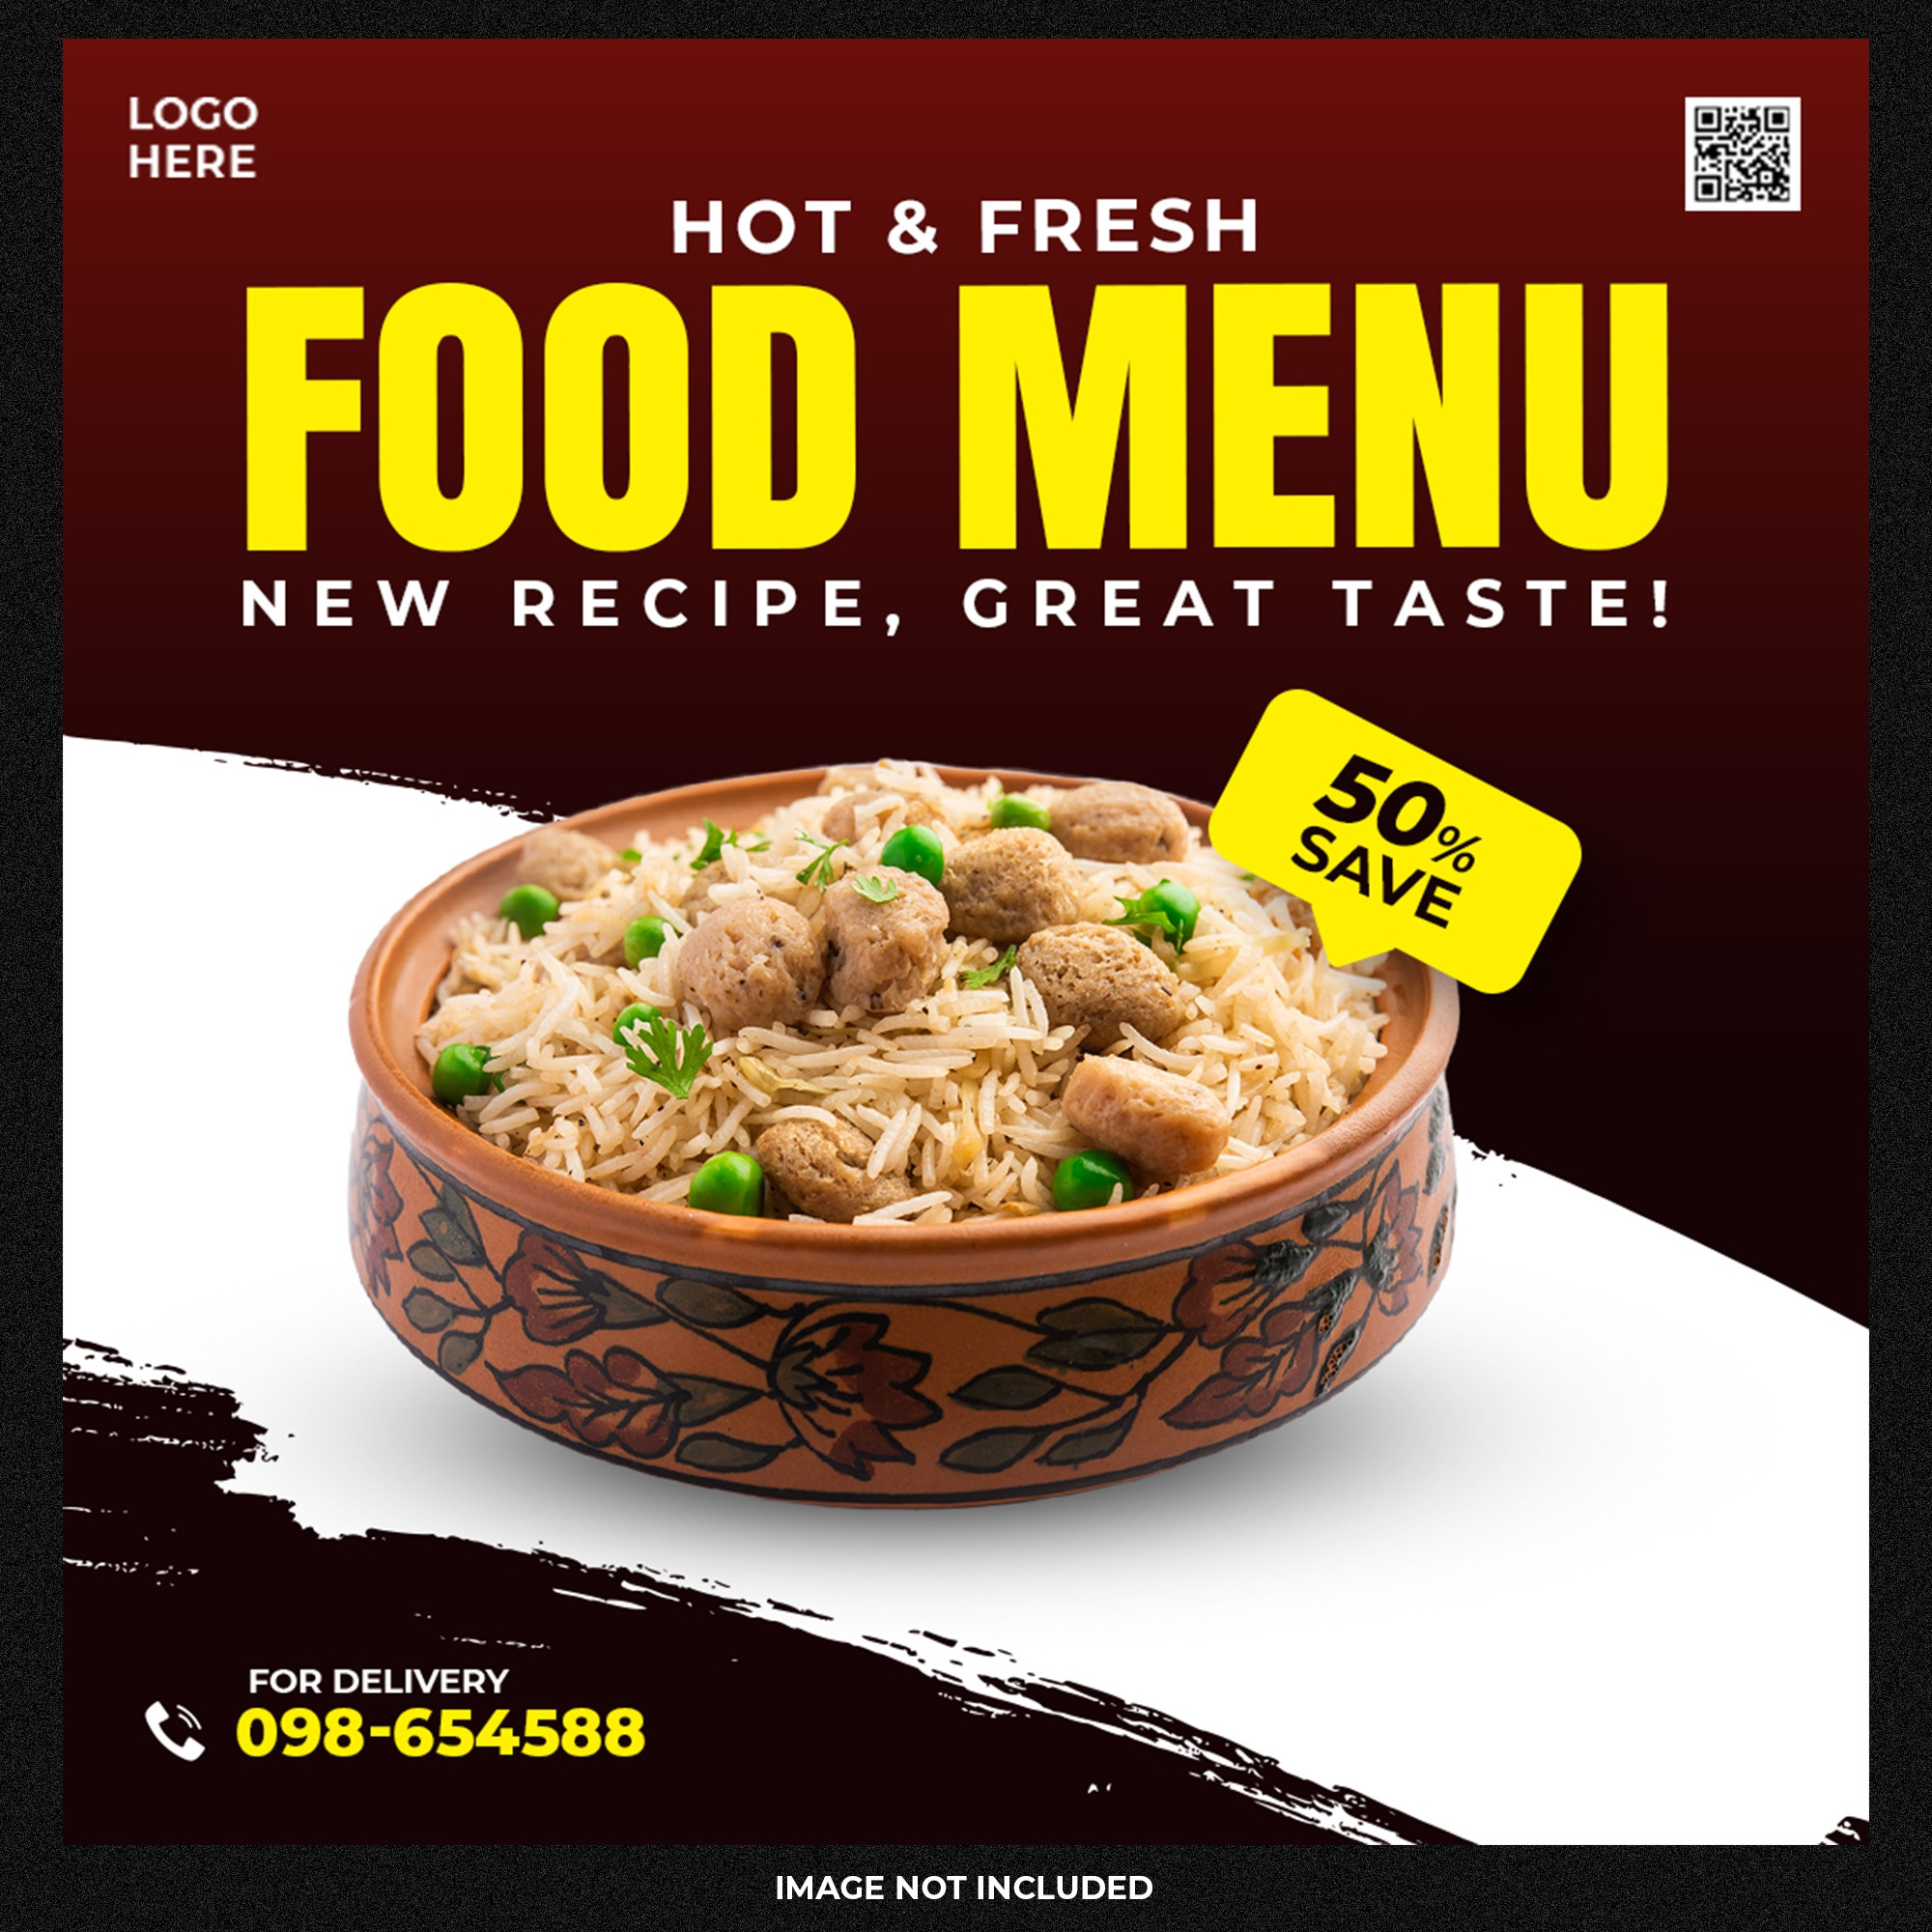 LOGO
HERE
HOT & FRESH
FOOD MENU
NEW RECIPE, GREAT TASTE!
50%
SAVE
FOR DELIVERY
098-654588
IMAGE NOT INCLUDED